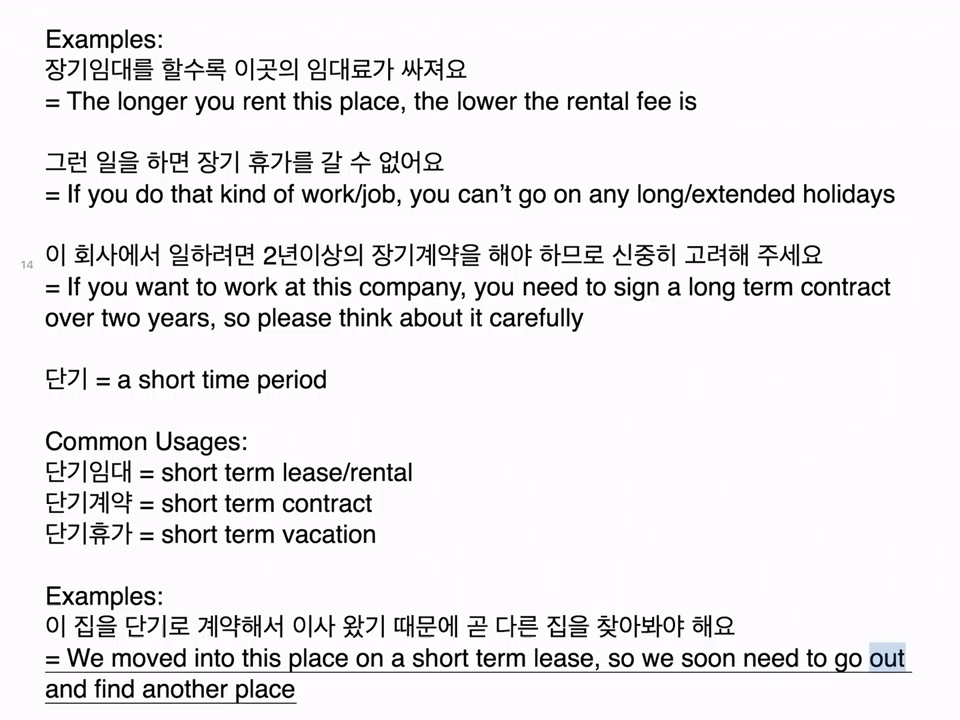 Examples:
장기임대를 할수록 이곳의 임대료가 싸져요
= The longer you rent this place, the lower the rental fee is
그런 일을 하면 장기 휴가를 갈 수 없어요
= If you do that kind of work/job, you can’t go on any long/extended holidays
14 이 회사에서 일하려면 2년이상의 장기계약을 해야 하므로 신중히 고려해 주세요
= If you want to work at this company, you need to sign a long term contract
over two years, so please think about it carefully
단기 = a short time period
Common Usages:
단기임대 = short term lease/rental
단기계약 = short term contract
단기휴가 = short term vacation
Examples:
이 집을 단기로 계약해서 이사 왔기 때문에 곧 다른 집을 찾아봐야 해요
= We moved into this place on a short term lease, so we soon need to go out
and find another place